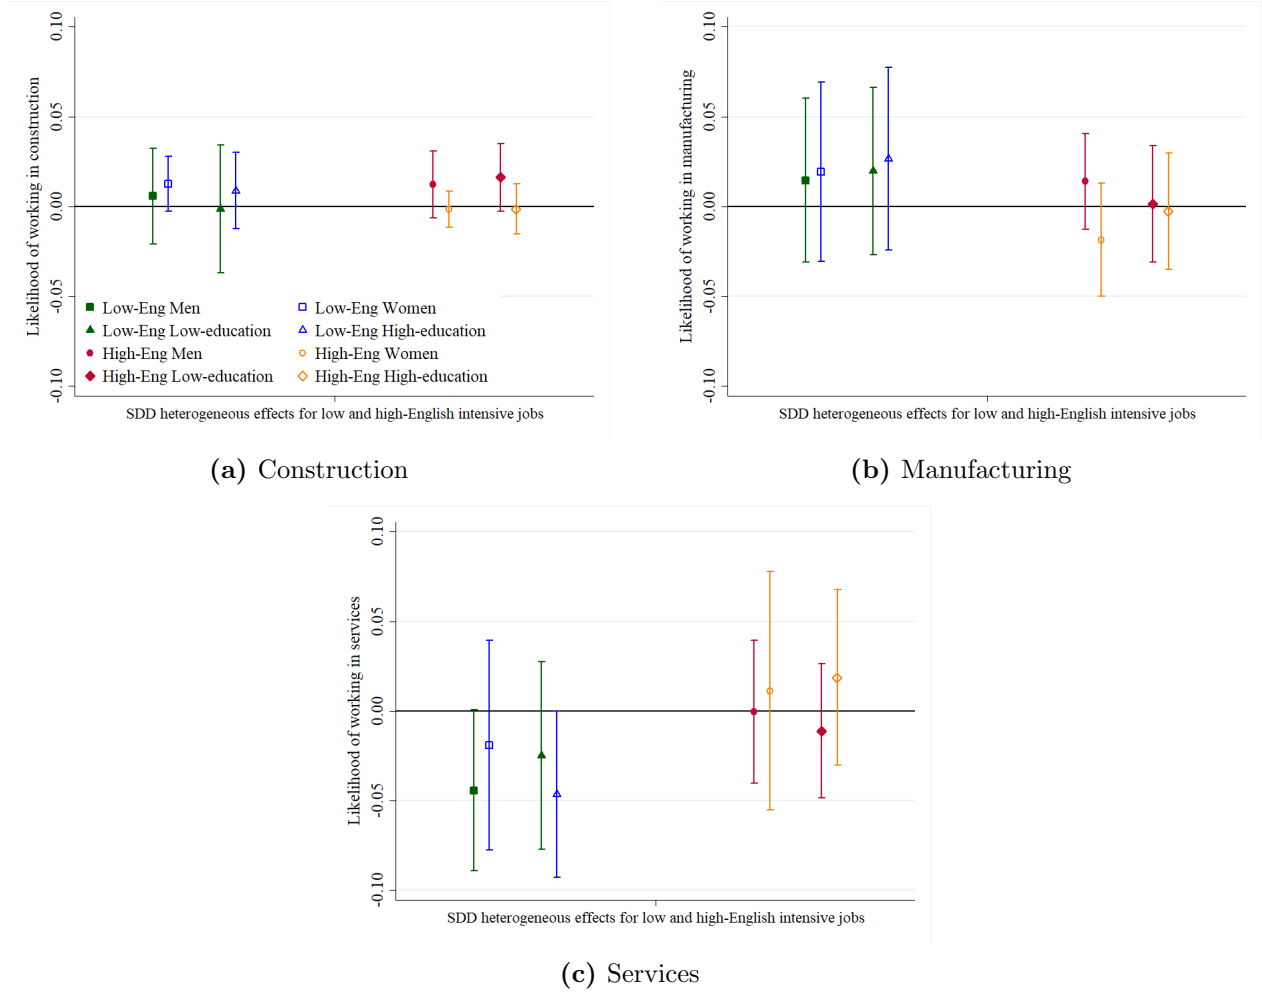 Likelihood of working in construction
0.10
0.05
0.00
-0.05
-0.10
Low-Eng Men
Low-Eng Women
Low-Eng Low-education
Low-Eng High-education
High-Eng Men
High-Eng Women
High-Eng Low-education
High-Eng High-education
SDD heterogeneous effects for low and high-English intensive jobs
(a) Construction
Likelihood of working in manufacturing
0.10
0.05
0.00
-0.05
-0.10
SDD heterogeneous effects for low and high-English intensive jobs
(b) Manufacturing
Likelihood of working in services
0.10
0.05
0.00
-0.05
-0.10
SDD heterogeneous effects for low and high-English intensive jobs
(c) Services